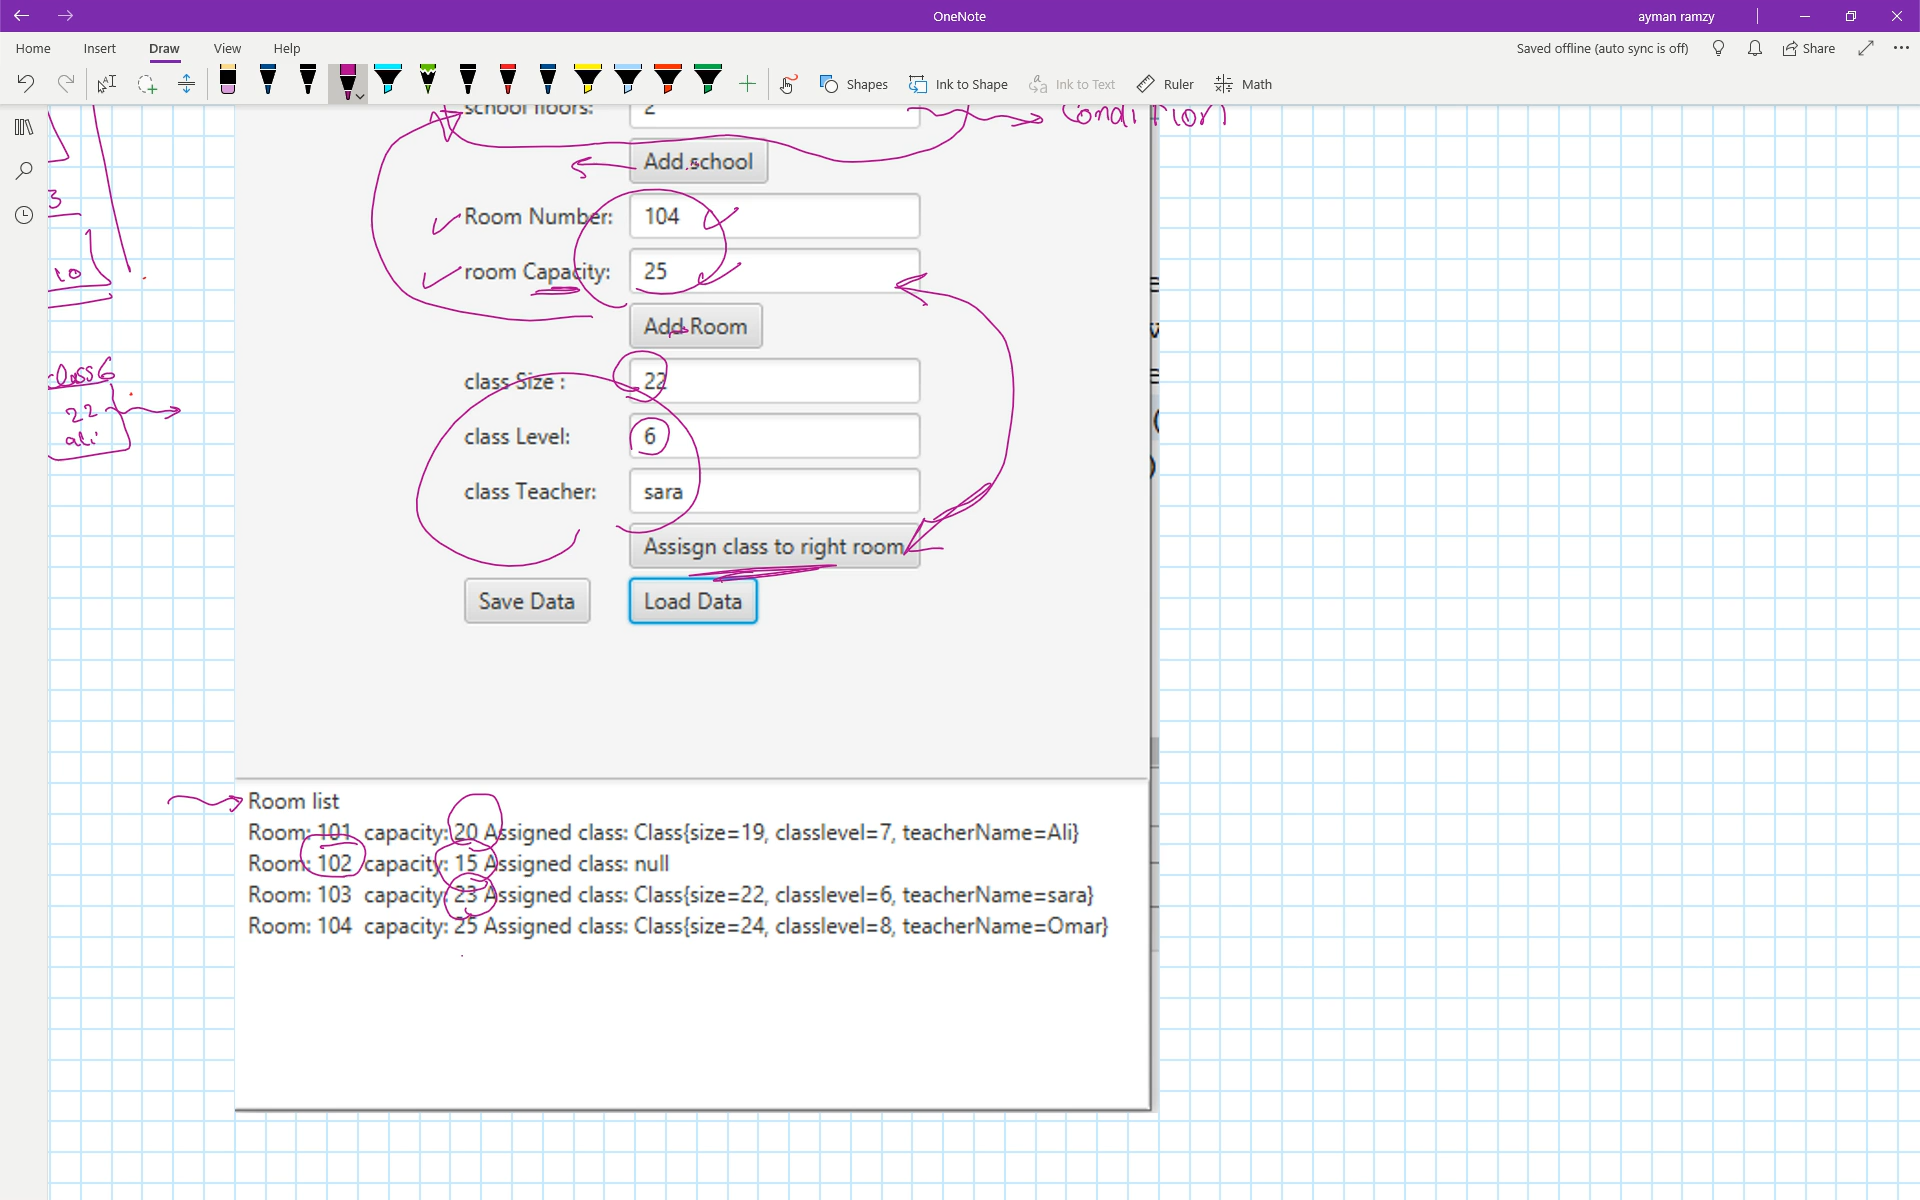 OneNote
ayman ramzy
Home Insert Draw View Help
Saved offline (auto sync is off)
Share
Shapes
Ink to Shape
Ink to Text
Ruler
Math
school floors: 2
Condition
Add school
3
Room Number: 104
room Capacity: 25
10
Add Room
class Size : 22
class 6
22
ali
class Level: 6
class Teacher: sara
Assisgn class to right room
Save Data Load Data
Room list
Room: 101 capacity: 20 Assigned class: Class{size=19, classlevel=7, teacherName=Ali}
Room: 102 capacity: 15 Assigned class: null
Room: 103 capacity: 23 Assigned class: Class{size=22, classlevel=6, teacherName=sara}
Room: 104 capacity: 25 Assigned class: Class{size=24, classlevel=8, teacherName=Omar}